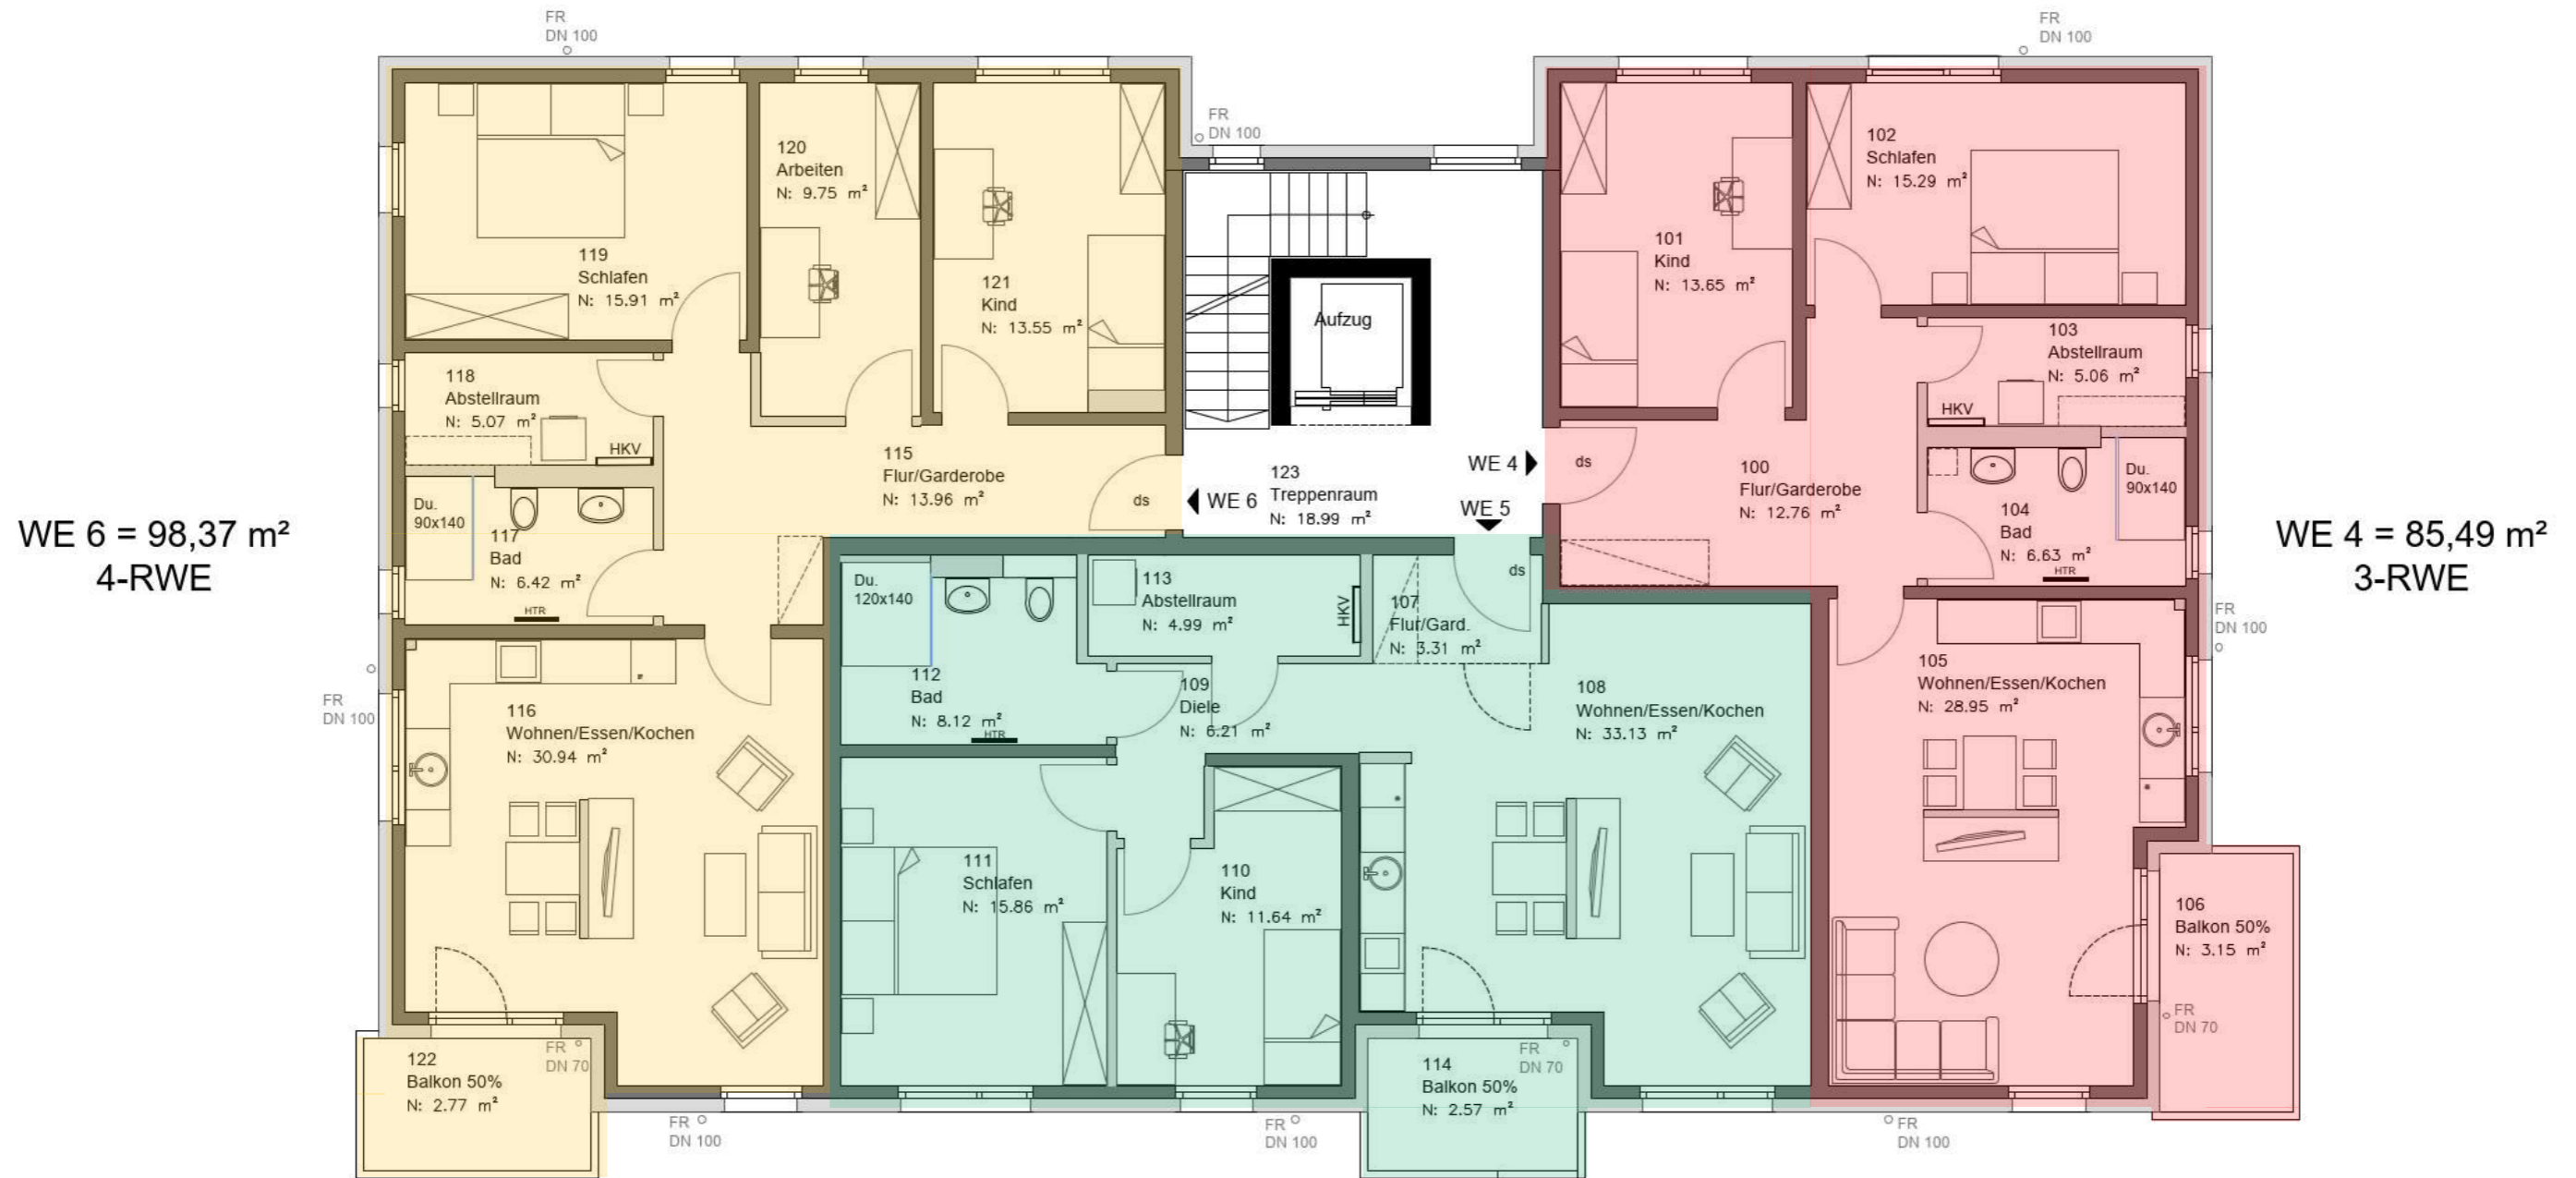 FR
DN 100
FR
DN 100
FR
DN 100
119
Schlafen
N: 15.91 m²
120
Arbeiten
N: 9.75 m²
121
Kind
N: 13.55 m²
Aufzug
101
Kind
N: 13.65 m²
102
Schlafen
N: 15.29 m²
103
Abstellraum
N: 5.06 m²
HKV
118
Abstellraum
N: 5.07 m²
HKV
115
Flur/Garderobe
N: 13.96 m²
ds
WE 6
123
Treppenraum
N: 18.99 m²
WE 4
WE 5
ds
100
Flur/Garderobe
N: 12.76 m²
Du.
90x140
104
Bad
N: 6.63 m²
HTR
WE 6 = 98,37 m²
4-RWE
WE 4 = 85,49 m²
3-RWE
Du.
90x140
117
Bad
N: 6.42 m²
HTR
Du.
120x140
113
Abstellraum
N: 4.99 m²
HKV
107
Flur/Gard.
N: 3.31 m²
ds
FR
DN 100
FR
DN 100
116
Wohnen/Essen/Kochen
N: 30.94 m²
112
Bad
N: 8.12 m²
HTR
109
Diele
N: 6.21 m²
108
Wohnen/Essen/Kochen
N: 33.13 m²
105
Wohnen/Essen/Kochen
N: 28.95 m²
111
Schlafen
N: 15.86 m²
110
Kind
N: 11.64 m²
106
Balkon 50%
N: 3.15 m²
FR
DN 70
122
Balkon 50%
N: 2.77 m²
FR
DN 70
114
Balkon 50%
N: 2.57 m²
FR
DN 70
FR
DN 100
FR
DN 100
FR
DN 100